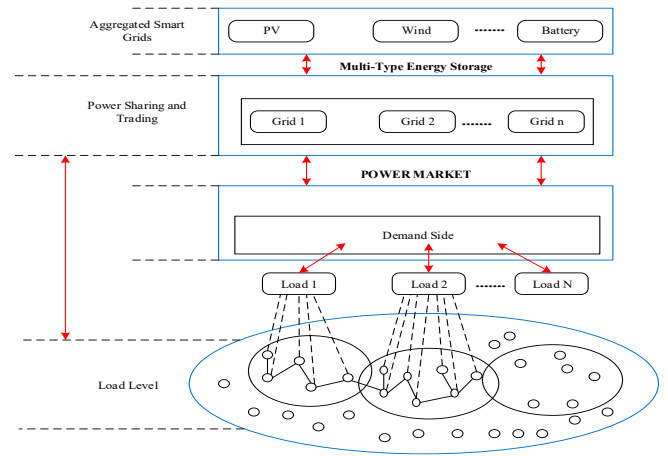 Aggregated Smart
Grids
PV
Wind
Battery
Multi-Type Energy Storage
Power Sharing and
Trading
Grid 1
Grid 2
Grid n
POWER MARKET
Demand Side
Load 1
Load 2
Load N
Load Level